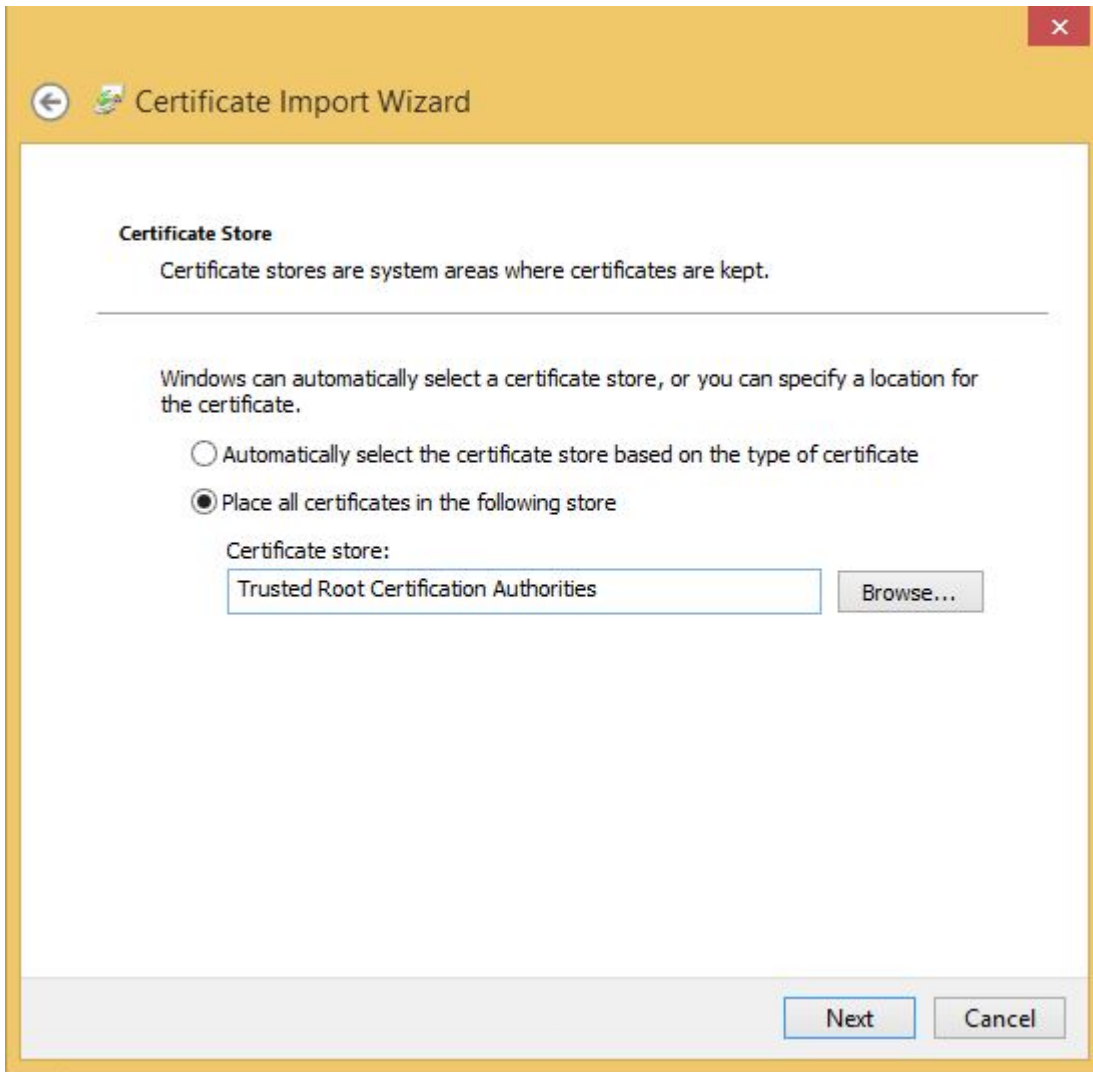 Certificate Import Wizard
Certificate Store
Certificate stores are system areas where certificates are kept.
Windows can automatically select a certificate store, or you can specify a location for
the certificate.
Automatically select the certificate store based on the type of certificate
Place all certificates in the following store
Certificate store:
Trusted Root Certification Authorities
Browse...
Next
Cancel